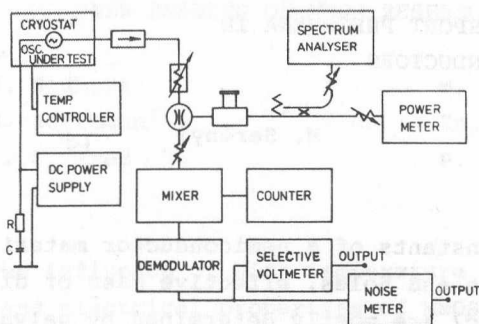 CRYOSTAT
OSC.
UNDER TEST
TEMP.
CONTROLLER
DC POWER
SUPPLY
R
C
SPECTRUM
ANALYSER
POWER
METER
MIXER
COUNTER
DEMODULATOR
SELECTIVE
VOLTMETER
OUTPUT
NOISE
METER
OUTPUT